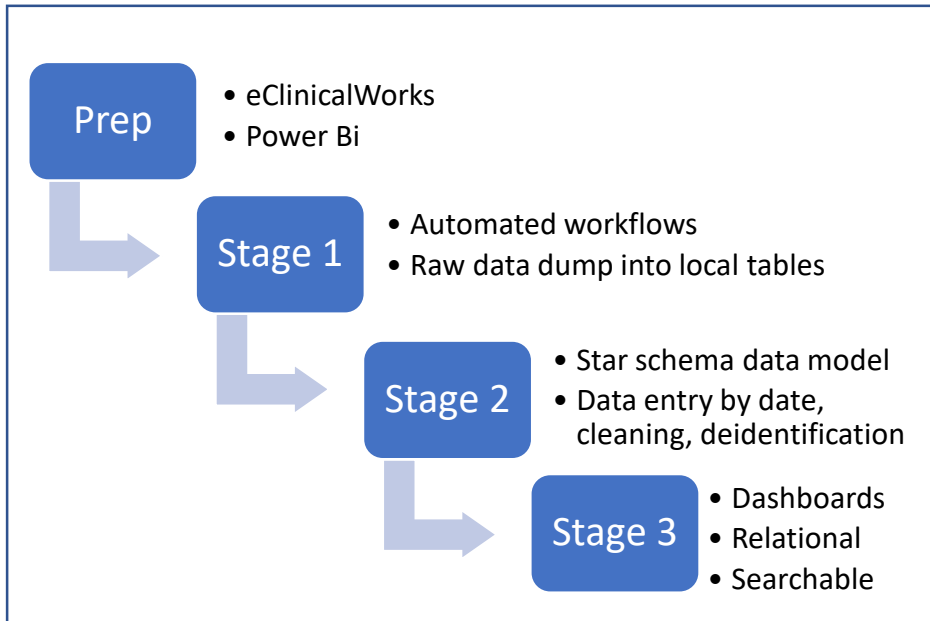 Prep
• eClinicalWorks
• Power Bi
Stage 1
• Automated workflows
• Raw data dump into local tables
Stage 2
• Star schema data model
• Data entry by date,
cleaning, deidentification
Stage 3
• Dashboards
• Relational
• Searchable